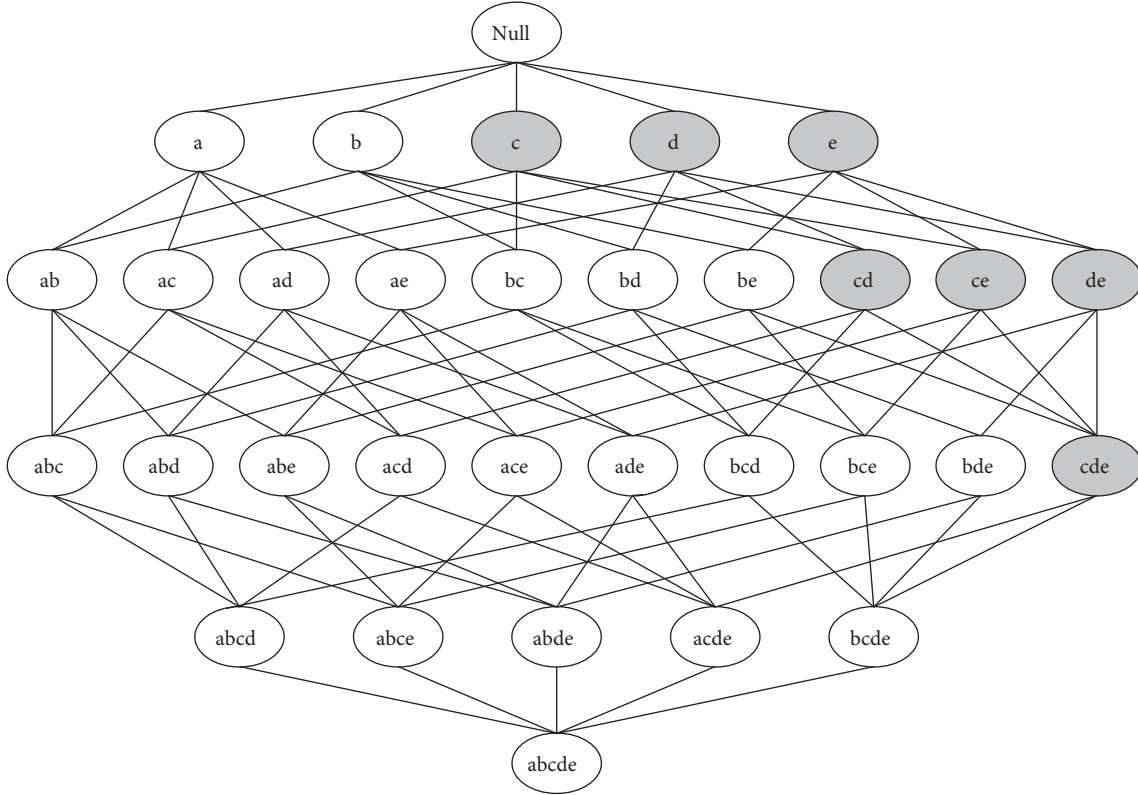 Null
a b c d e
ab ac ad ae bc bd be cd ce de
abc abd abe acd ace ade bcd bce bde cde
abcd abce abde acde bcde
abcde